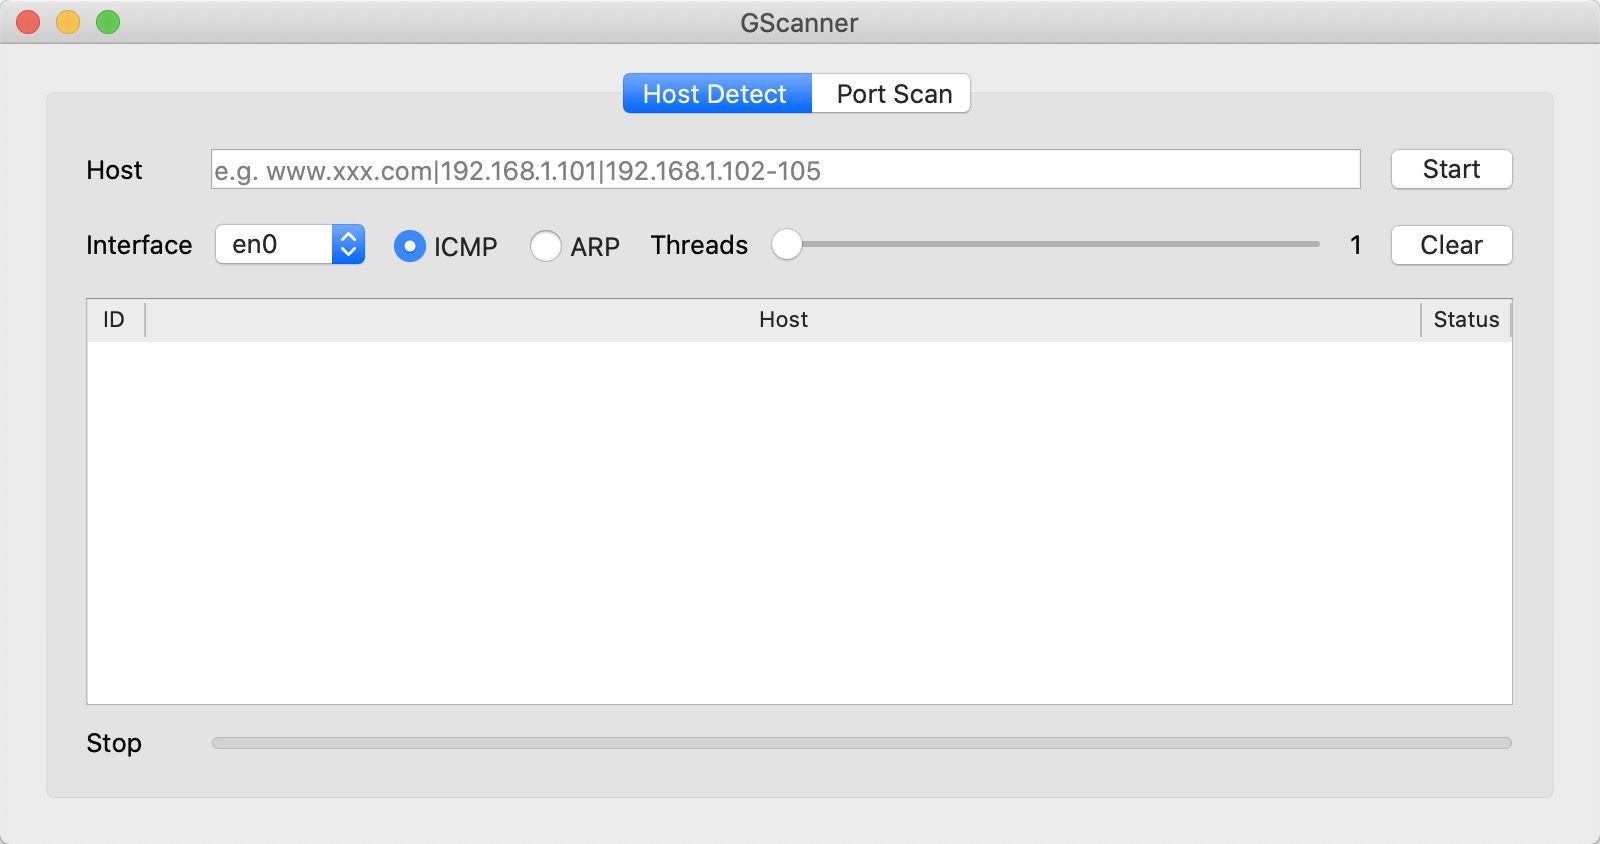 GScanner
Host Detect Port Scan
Host e.g. www.xxx.com|192.168.1.101|192.168.1.102-105 Start
Interface en0 ICMP ARP Threads 1 Clear
ID Host Status
Stop